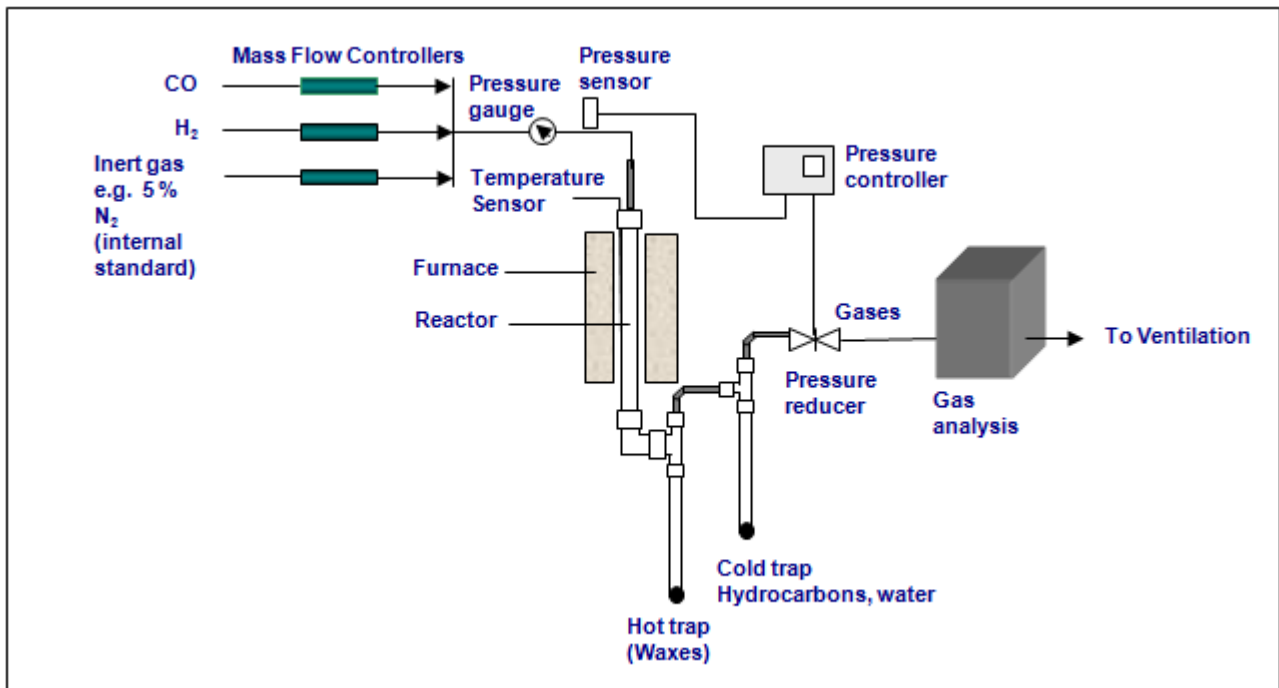 Mass Flow Controllers
CO
H₂
Inert gas
e.g. 5 %
N₂
(internal
standard)
Pressure
gauge
Pressure
sensor
Temperature
Sensor
Furnace
Reactor
Pressure
controller
Gases
Pressure
reducer
Gas
analysis
To Ventilation
Cold trap
Hydrocarbons, water
Hot trap
(Waxes)